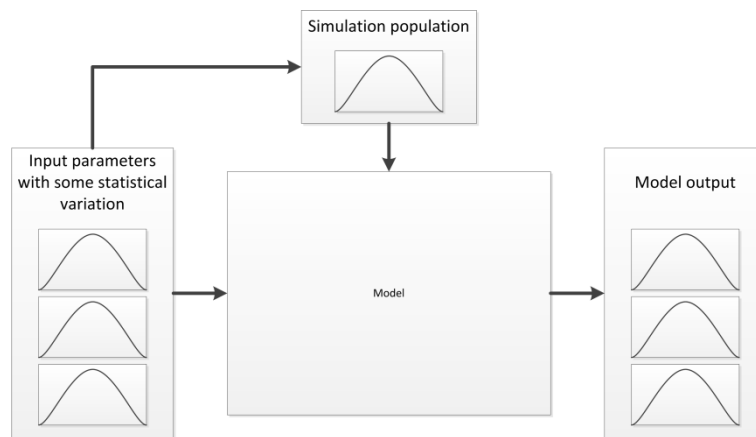 Simulation population
Input parameters
with some statistical
variation
Model
Model output